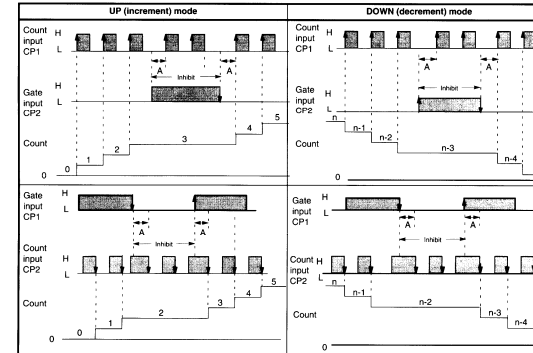 UP (increment) mode
DOWN (decrement) mode
Count input CP1
H
L
A
A
Inhibit
Gate input CP2
H
L
Count
0
0
1
2
3
4
5
Count input CP1
H
L
A
A
Inhibit
Gate input CP2
H
L
n
n-1
n-2
n-3
n-4
Count
0
Gate input CP1
H
L
A
A
Inhibit
Count input CP2
H
L
Count
0
0
1
2
3
4
5
Gate input CP1
H
L
A
A
Inhibit
Count input CP2
H
L
n
n-1
n-2
n-3
n-4
Count
0